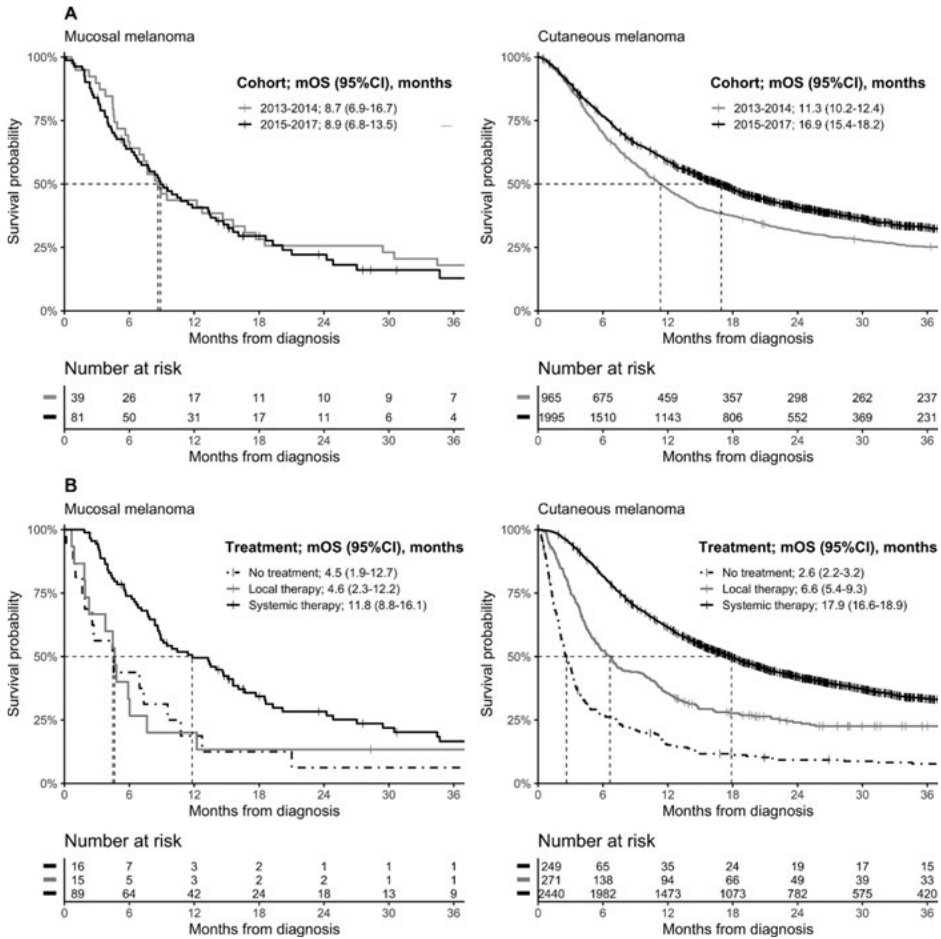 A
Mucosal melanoma
Cohort; mOS (95%CI), months
2013-2014; 8.7 (6.9-16.7)
2015-2017; 8.9 (6.8-13.5)
Survival probability
100%
75%
50%
25%
0%
0 6 12 18 24 30 36
Months from diagnosis
Number at risk
39 26 17 11 10 9 7
81 50 31 17 11 6 4
0 6 12 18 24 30 36
Months from diagnosis
Cutaneous melanoma
Cohort; mOS (95%CI), months
2013-2014; 11.3 (10.2-12.4)
2015-2017; 16.9 (15.4-18.2)
Survival probability
100%
75%
50%
25%
0%
0 6 12 18 24 30 36
Months from diagnosis
Number at risk
965 675 459 357 298 262 237
1995 1510 1143 806 552 369 231
0 6 12 18 24 30 36
Months from diagnosis
B
Mucosal melanoma
Treatment; mOS (95%CI), months
No treatment; 4.5 (1.9-12.7)
Local therapy; 4.6 (2.3-12.2)
Systemic therapy; 11.8 (8.8-16.1)
Survival probability
100%
75%
50%
25%
0%
0 6 12 18 24 30 36
Months from diagnosis
Number at risk
16 7 3 2 1 1 1
15 5 3 2 2 1 1
89 64 42 24 18 13 9
0 6 12 18 24 30 36
Months from diagnosis
Cutaneous melanoma
Treatment; mOS (95%CI), months
No treatment; 2.6 (2.2-3.2)
Local therapy; 6.6 (5.4-9.3)
Systemic therapy; 17.9 (16.6-18.9)
Survival probability
100%
75%
50%
25%
0%
0 6 12 18 24 30 36
Months from diagnosis
Number at risk
249 65 35 24 19 17 15
271 138 94 66 49 39 33
2440 1982 1473 1073 782 575 420
0 6 12 18 24 30 36
Months from diagnosis